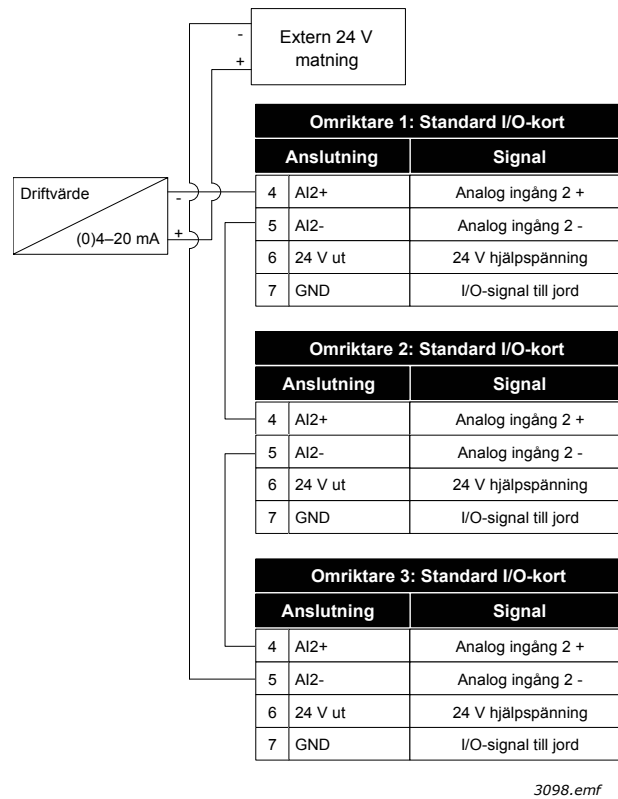 -
Extern 24 V
matning
+
Omriktare 1: Standard I/O-kort
Anslutning Signal
Driftvärde
-
(0)4–20 mA
+
4 AI2+ Analog ingång 2 +
5 AI2- Analog ingång 2 -
6 24 V ut 24 V hjälpspänning
7 GND I/O-signal till jord
Omriktare 2: Standard I/O-kort
Anslutning Signal
4 AI2+ Analog ingång 2 +
5 AI2- Analog ingång 2 -
6 24 V ut 24 V hjälpspänning
7 GND I/O-signal till jord
Omriktare 3: Standard I/O-kort
Anslutning Signal
4 AI2+ Analog ingång 2 +
5 AI2- Analog ingång 2 -
6 24 V ut 24 V hjälpspänning
7 GND I/O-signal till jord
3098.emf